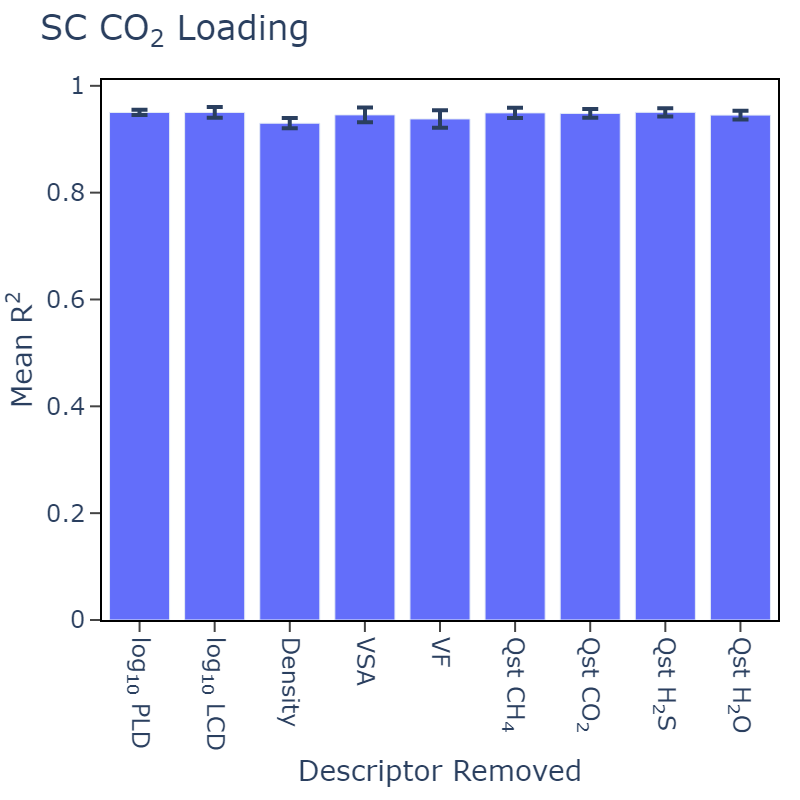 SC CO₂ Loading
Mean R²
1
0.8
0.6
0.4
0.2
0
log₁₀ PLD
log₁₀ LCD
Density
VSA
VF
Qst CH₄
Qst CO₂
Qst H₂S
Qst H₂O
Descriptor Removed